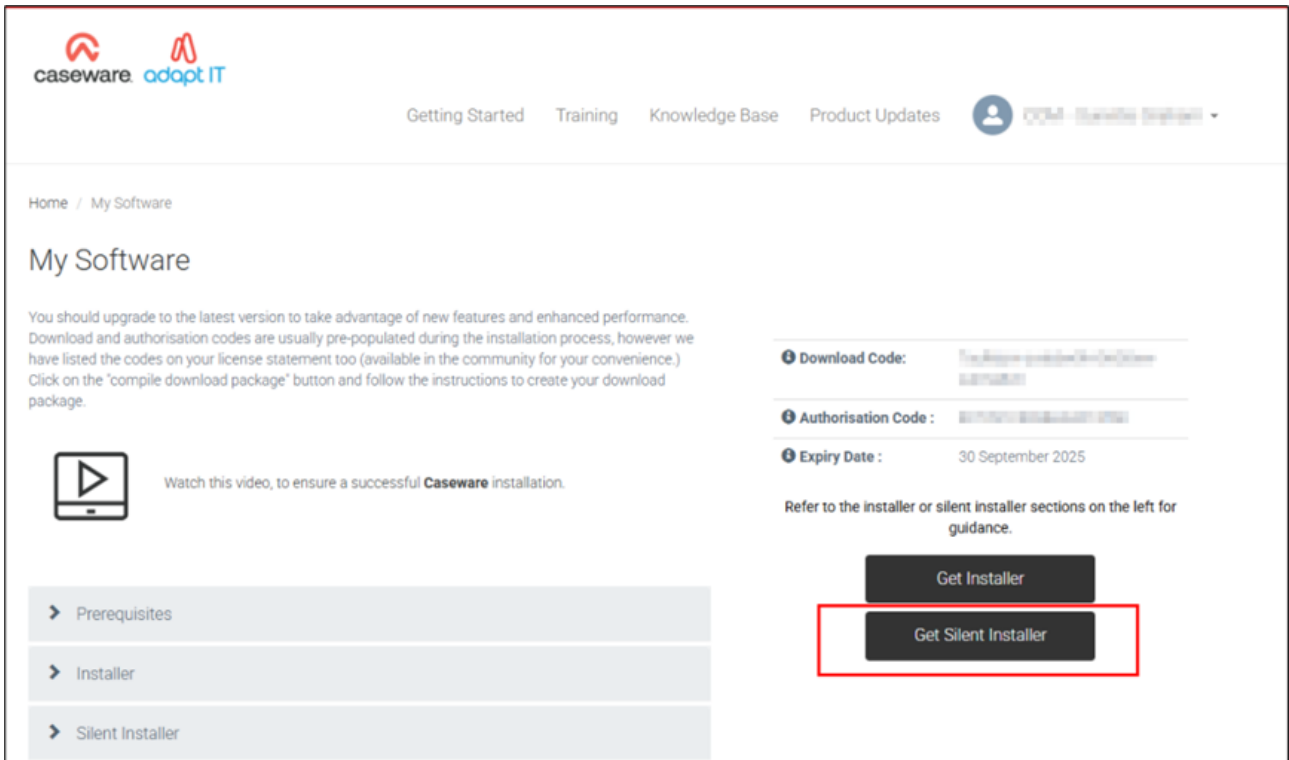 caseware. adapt IT
Getting Started Training Knowledge Base Product Updates
Home / My Software
My Software
You should upgrade to the latest version to take advantage of new features and enhanced performance.
Download and authorisation codes are usually pre-populated during the installation process, however we
have listed the codes on your license statement too (available in the community for your convenience.)
Click on the "compile download package" button and follow the instructions to create your download
package.
Watch this video, to ensure a successful Caseware installation.
Prerequisites
Installer
Silent Installer
Download Code:
Authorisation Code :
Expiry Date : 30 September 2025
Refer to the installer or silent installer sections on the left for
guidance.
Get Installer
Get Silent Installer